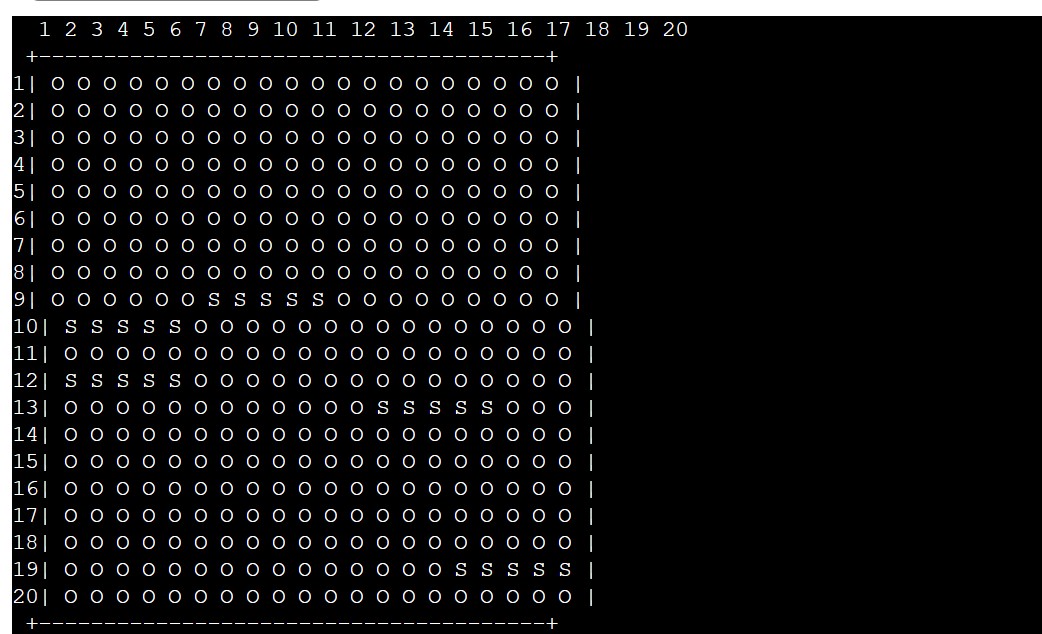 1 2 3 4 5 6 7 8 9 10 11 12 13 14 15 16 17 18 19 20
+---------------------------------------+
1| O O O O O O O O O O O O O O O O O O O O |
2| O O O O O O O O O O O O O O O O O O O O |
3| O O O O O O O O O O O O O O O O O O O O |
4| O O O O O O O O O O O O O O O O O O O O |
5| O O O O O O O O O O O O O O O O O O O O |
6| O O O O O O O O O O O O O O O O O O O O |
7| O O O O O O O O O O O O O O O O O O O O |
8| O O O O O O O O O O O O O O O O O O O O |
9| O O O O O O S S S S S O O O O O O O O O |
10| S S S S S O O O O O O O O O O O O O O O |
11| O O O O O O O O O O O O O O O O O O O O |
12| S S S S S O O O O O O O O O O O O O O O |
13| O O O O O O O O O O O O S S S S S O O O |
14| O O O O O O O O O O O O O O O O O O O O |
15| O O O O O O O O O O O O O O O O O O O O |
16| O O O O O O O O O O O O O O O O O O O O |
17| O O O O O O O O O O O O O O O O O O O O |
18| O O O O O O O O O O O O O O O O O O O O |
19| O O O O O O O O O O O O O O O S S S S S |
20| O O O O O O O O O O O O O O O O O O O O |
+---------------------------------------+